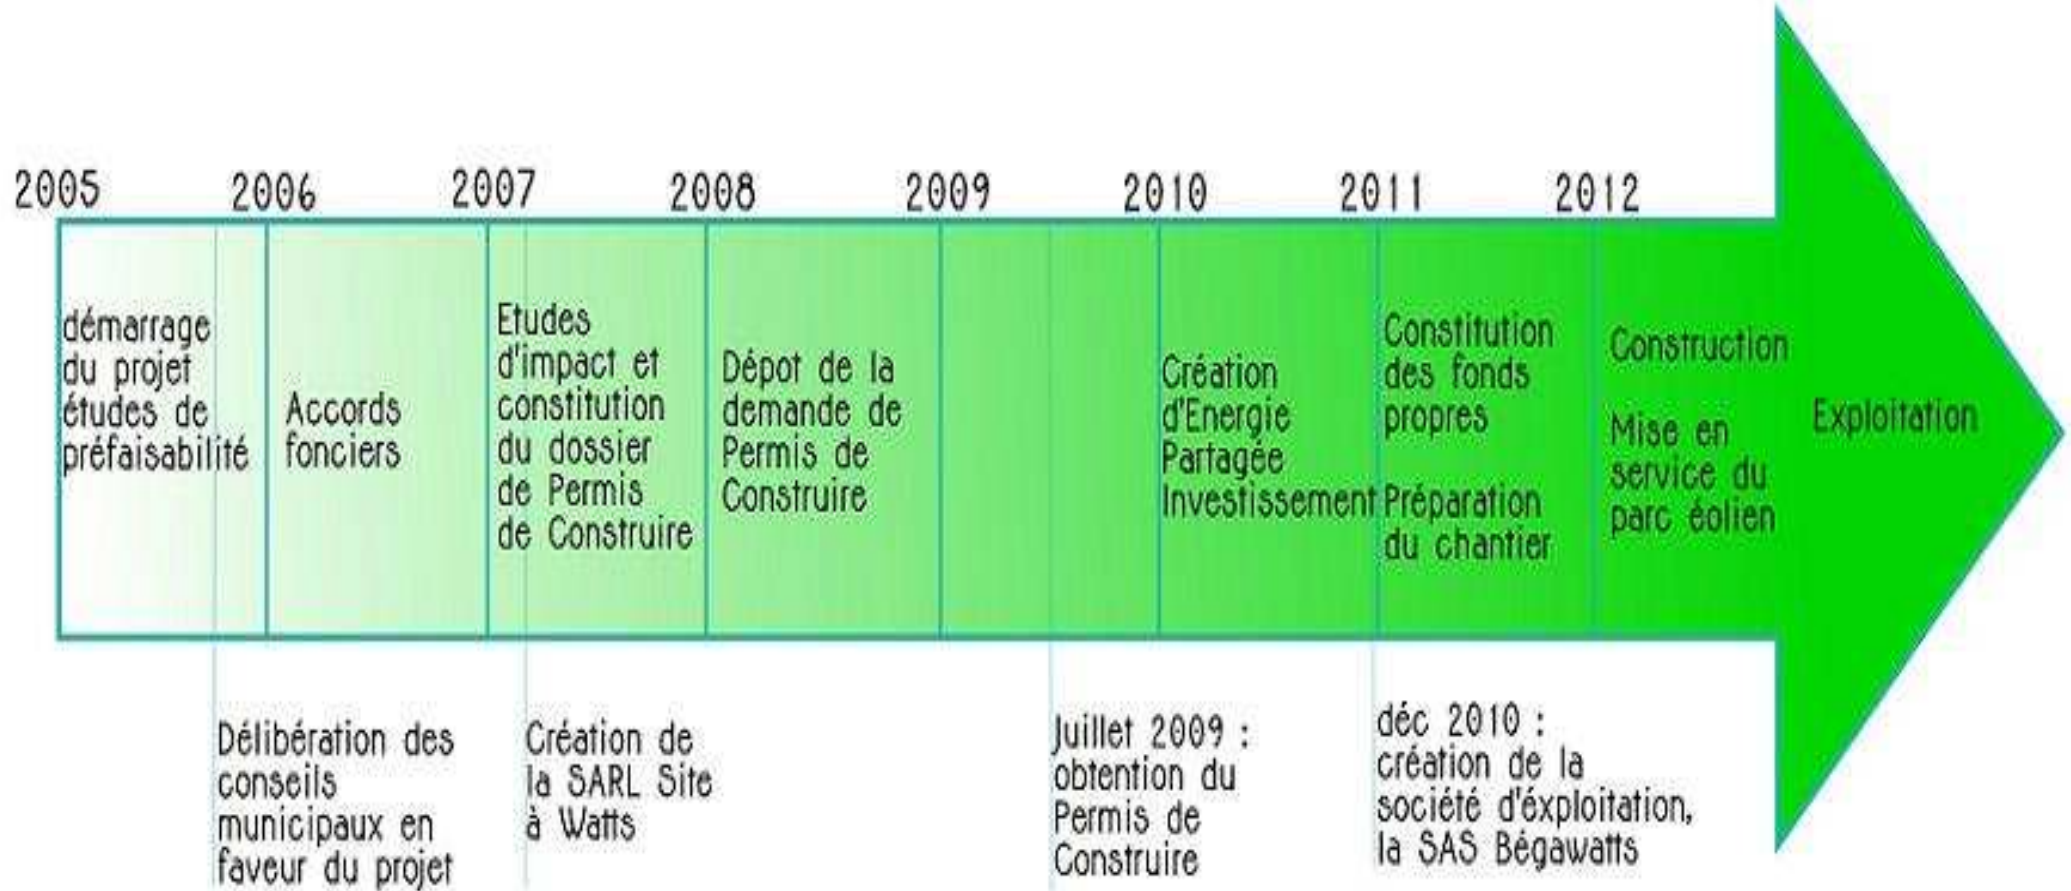 2005 2006 2007 2008 2009 2010 2011 2012
démarrage
du projet
études de
préfaisabilité
Accords
fonciers
Etudes
d'impact et
constitution
du dossier
de Permis
de Construire
Dépot de la
demande de
Permis de
Construire
Création
d'Energie
Partagée
Investissement
Constitution
des fonds
propres
Préparation
du chantier
Construction
Mise en
service du
parc éolien
Exploitation
Délibération des
conseils
municipaux en
faveur du projet
Création de
la SARL Site
à Watts
Juillet 2009 :
obtention du
Permis de
Construire
déc 2010 :
création de la
société d'éxploitation,
la SAS Bégawatts